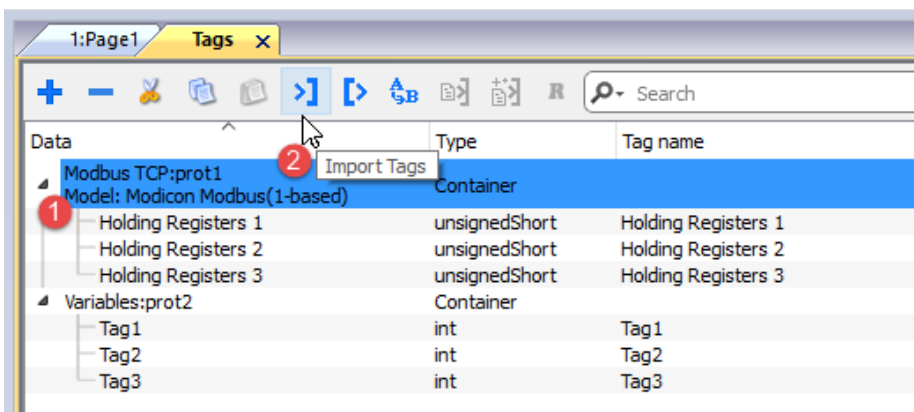 1:Page1 Tags x
A B R Search
Data Type Tag name
2 Import Tags
Modbus TCP:prot1
Model: Modicon Modbus(1-based) Container
1
Holding Registers 1 unsignedShort Holding Registers 1
Holding Registers 2 unsignedShort Holding Registers 2
Holding Registers 3 unsignedShort Holding Registers 3
Variables:prot2 Container
Tag1 int Tag1
Tag2 int Tag2
Tag3 int Tag3